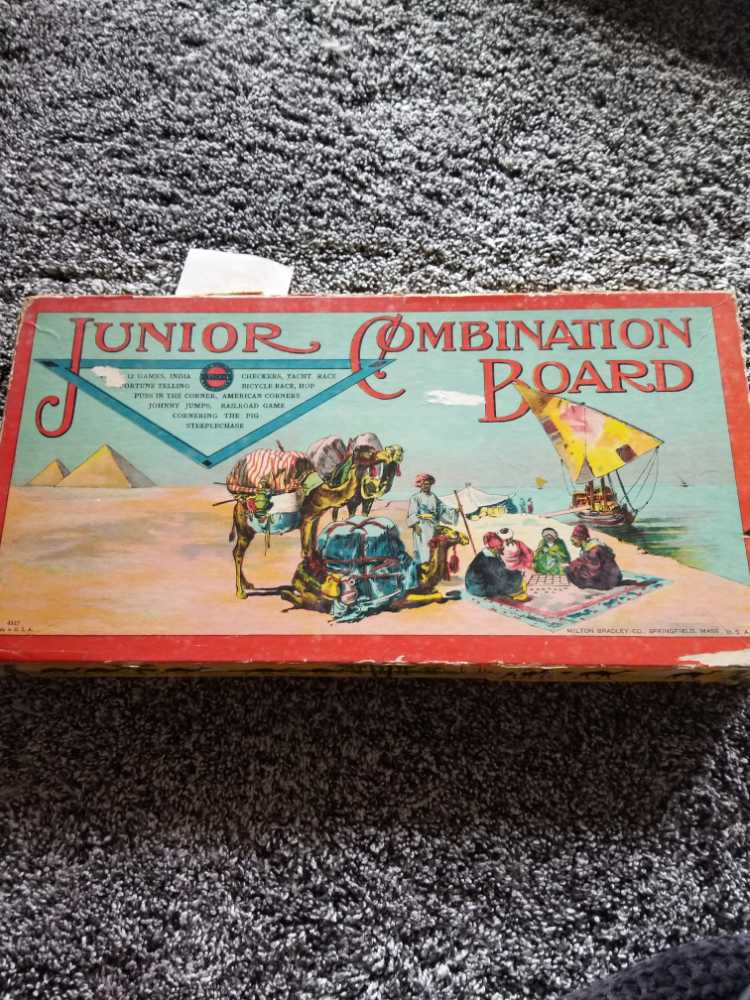 JUNIOR COMBINATION
BOARD
12 GAMES, INDIA CHECKERS, YACHT RACE
FORTUNE TELLING BICYCLE RACE, HOP
PUSS IN THE CORNER, AMERICAN CORNERS
JOHNNY JUMPS, RAILROAD GAME
CORNERING THE PIG
STEEPLECHASE
IN U. S. A.
MILTON BRADLEY CO., SPRINGFIELD, MASS. U. S. A.